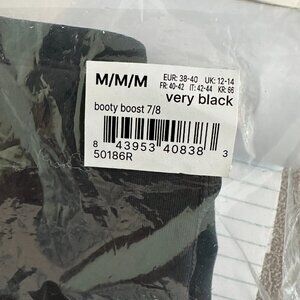 M/M/M EUR: 38-40 UK: 12-14
FR: 40-42 IT: 42-44 KR: 66
very black
booty boost 7/8
8 43953 40838 3
50186R